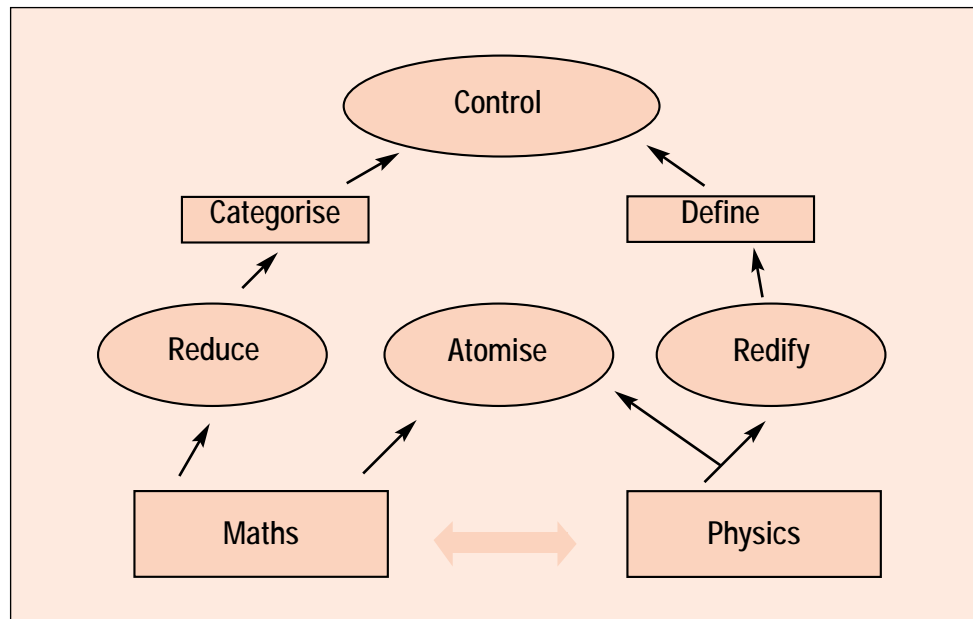 Control
Categorise
Define
Reduce
Atomise
Redify
Maths
Physics